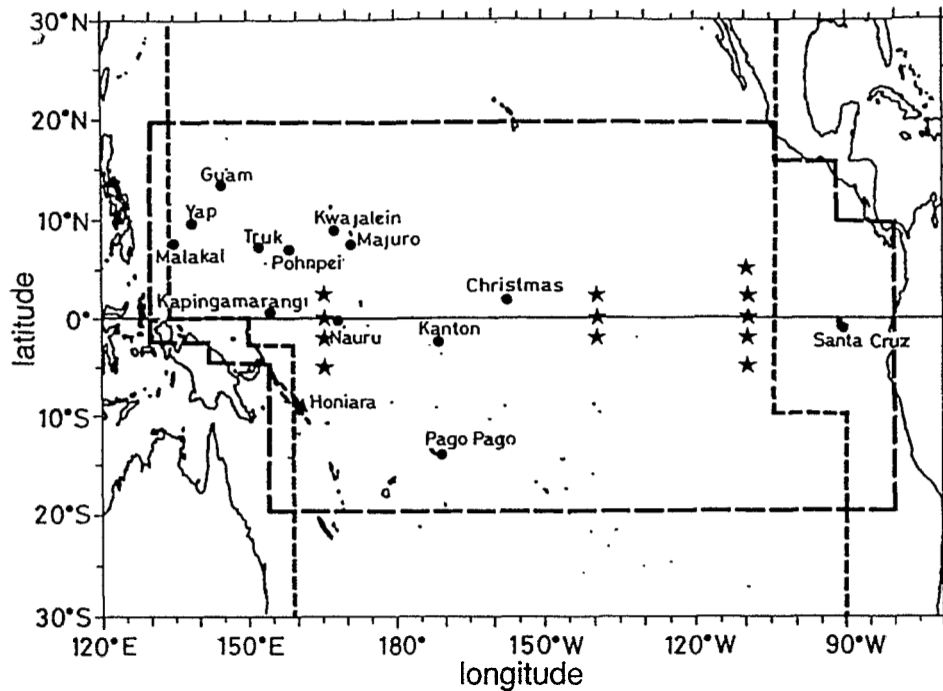 30°N
20°N
Guam
Yap
Kwajalein
10°N
Truk
Majuro
Malakal
Pohnpei
Christmas
Kapingamarangi
0°
Nauru
Kanton
Santa Cruz
Honiara
10°S
Pago Pago
20°S
30°S
120°E 150°E 180° 150°W 120°W 90°W
latitude
longitude